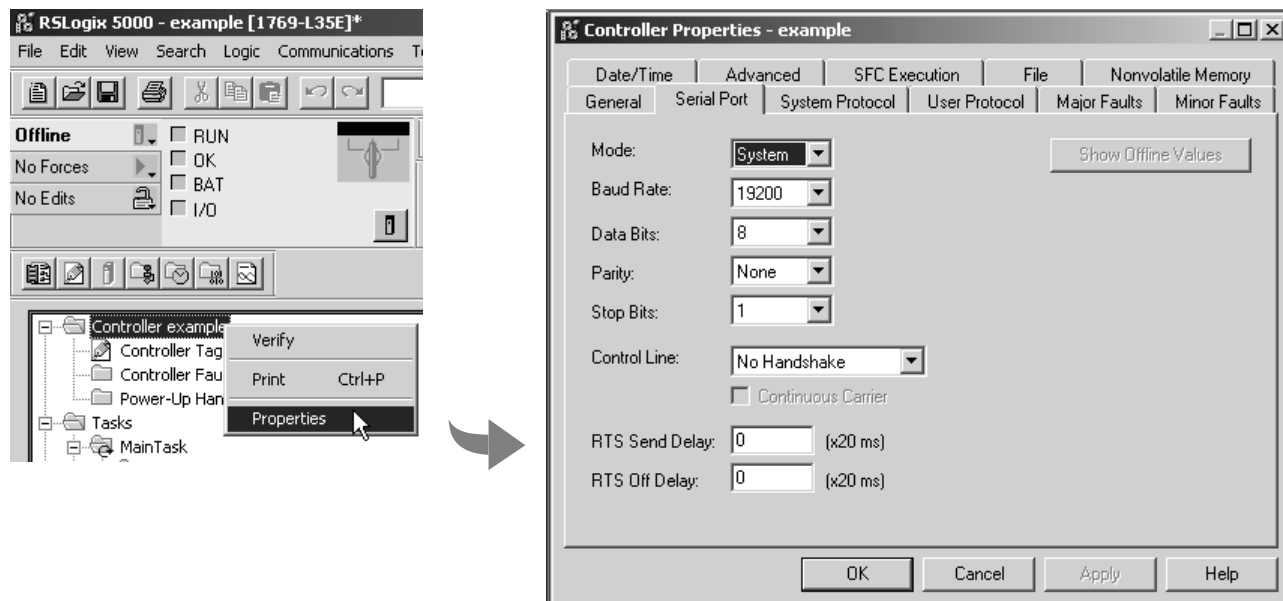 RSLogix 5000 - example [1769-L35E]*
File Edit View Search Logic Communications
Offline
RUN
No Forces
OK
BAT
No Edits
I/O
Controller example
Controller Tag
Controller Fau
Power-Up Han
Tasks
MainTask
Verify
Print Ctrl+P
Properties
Controller Properties - example
Date/Time Advanced SFC Execution File Nonvolatile Memory
General Serial Port System Protocol User Protocol Major Faults Minor Faults
Mode: System Show Offline Values
Baud Rate: 19200
Data Bits: 8
Parity: None
Stop Bits: 1
Control Line: No Handshake
Continuous Carrier
RTS Send Delay: 0 (x20 ms)
RTS Off Delay: 0 (x20 ms)
OK Cancel Apply Help